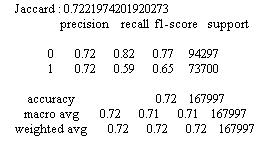 Jaccard : 0.7221974201920273
precision recall f1-score support
0 0.72 0.82 0.77 94297
1 0.72 0.59 0.65 73700
accuracy 0.72 167997
macro avg 0.72 0.71 0.71 167997
weighted avg 0.72 0.72 0.72 167997